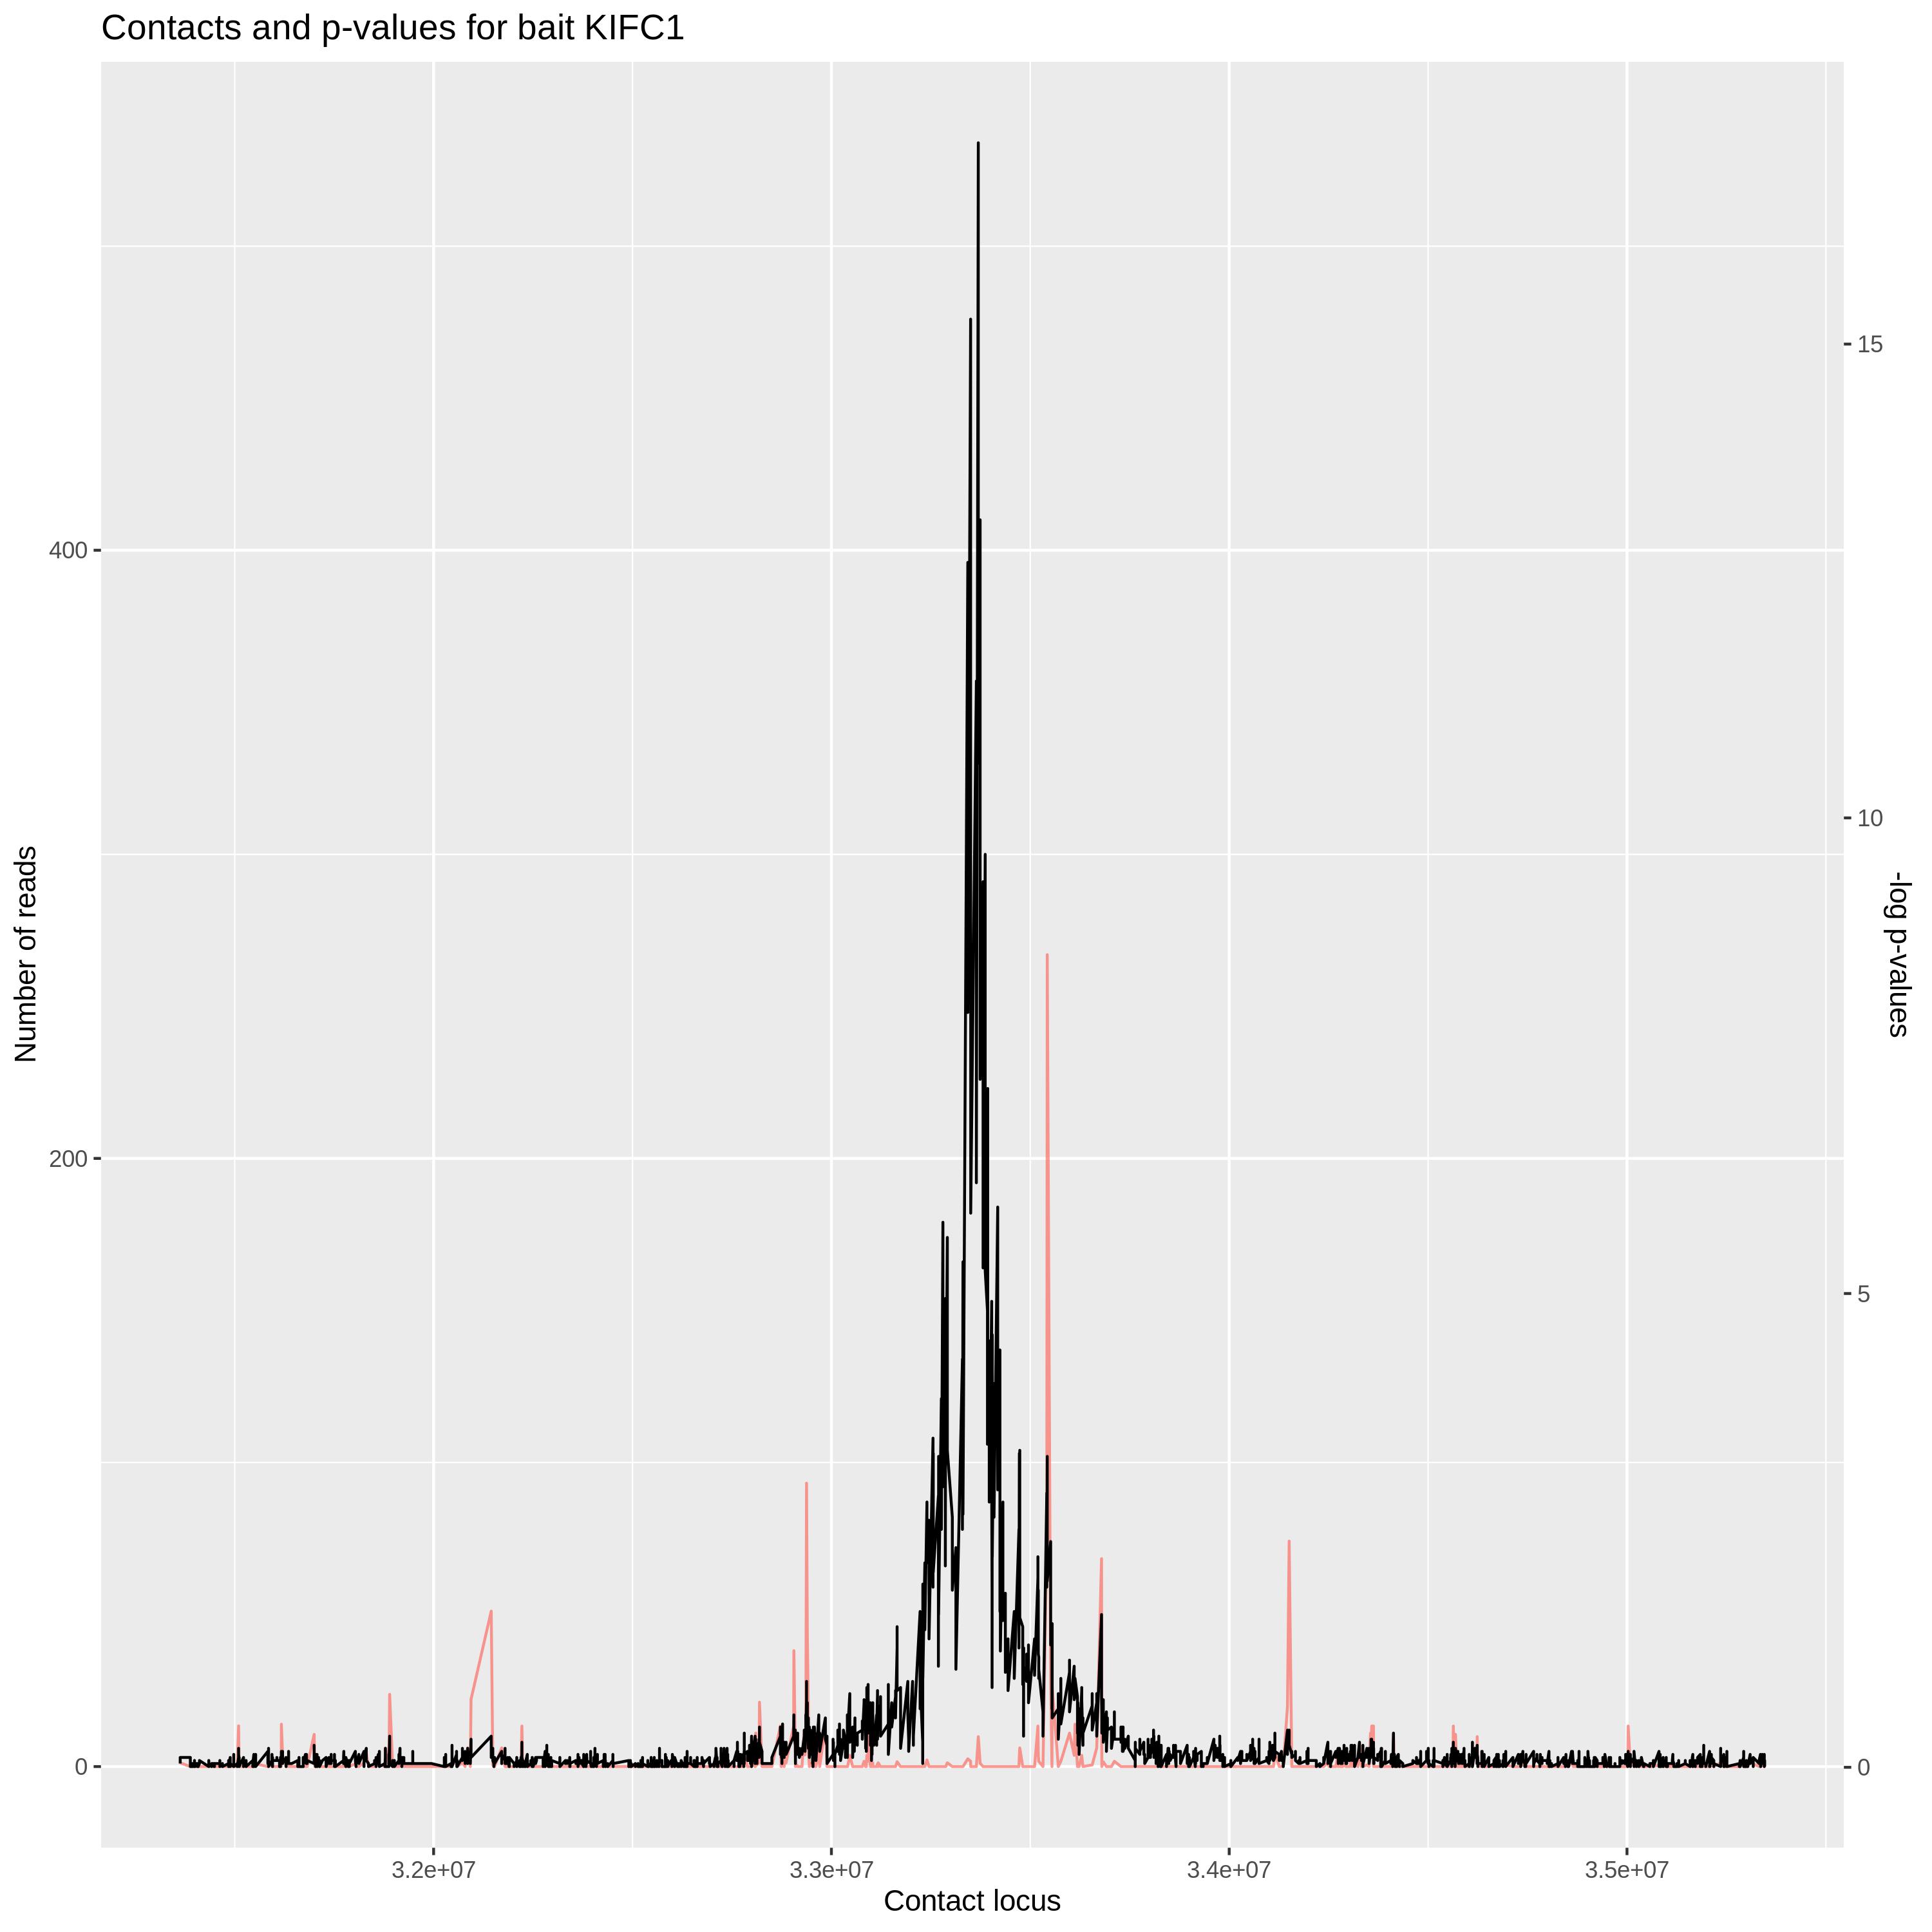 Contacts and p-values for bait KIFC1
Number of reads
400
200
0
15
10
5
0
-log p-values
3.2e+07
3.3e+07
3.4e+07
3.5e+07
Contact locus